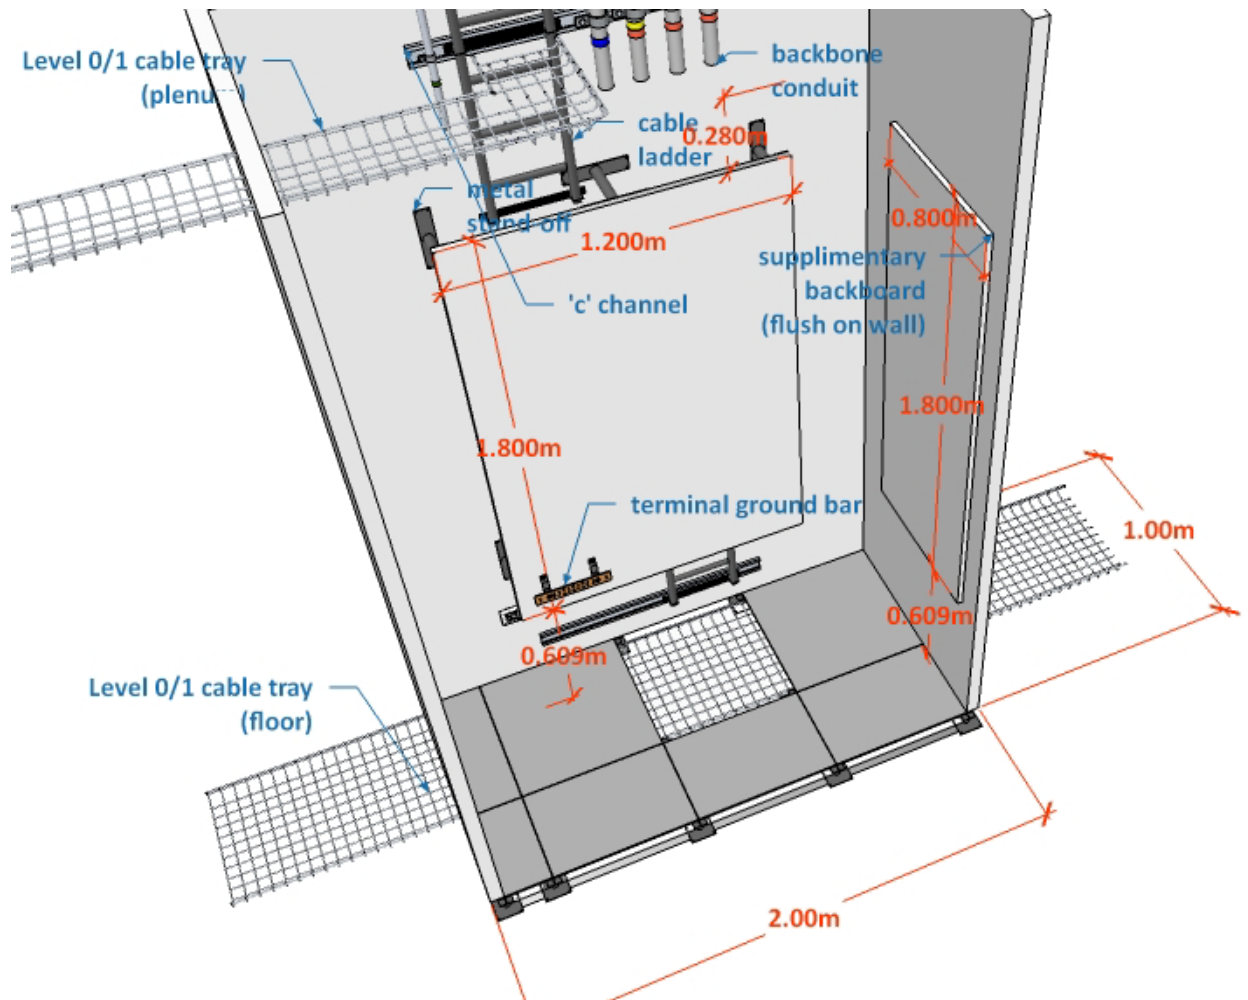 Level 0/1 cable tray
(plenu )
backbone
conduit
cable
ladder
0.280m
metal
stand off
1.200m
0.800m
supplimentary
backboard
(flush on wall)
'c' channel
1.800m
1.800m
terminal ground bar
1.00m
0.609m
0.609m
Level 0/1 cable tray
(floor)
2.00m